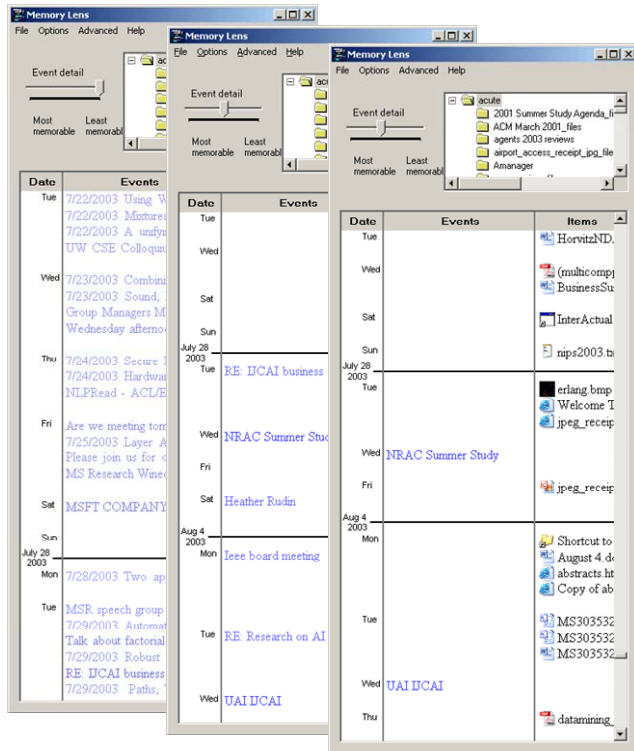 Memory Lens
File Options Advanced Help
Event detail
Most memorable
Least memorabl
Date Events
Tue 7/22/2003 Using W
7/22/2003 Mixtures
7/22/2003 A unifyin
UW CSE Colloquiu
Wed 7/23/2003 Combini
7/23/2003 Sound,
Group Managers M
Wednesday afterno
Thu 7/24/2003 Secure
7/24/2003 Hardwar
NLPRead - ACL/E
Fri Are we meeting tom
7/25/2003 Layer A
Please join us for
MS Research Wine
Sat MSFT COMPANY
Sun
July 28
2003
Mon 7/28/2003 Two ap
Tue MSR speech group
7/29/2003 Automat
Talk about factorial
7/29/2003 Robust
RE: IJCAI business
7/29/2003 Paths,
Memory Lens
File Options Advanced Help
Event detail
Most memorable
Least memorabl
Date Events
Tue
Wed
Sat
Sun
July 28
2003
Tue RE: IJCAI business
Wed NRAC Summer Stud
Fri
Sat Heather Rudin
Aug 4
2003
Mon Ieee board meeting
Tue RE: Research on AI
Wed UAI IJCAI
Memory Lens
File Options Advanced Help
Event detail
Most memorable
Least memorabl
acute
2001 Summer Study Agenda_fi
ACM March 2001_files
agents 2003 reviews
airport_access_receipt_jpg_file
Amanager
Date Events Items
Tue HorvitzND.
Wed (multicompp
BusinessSu
Sat InterActual
Sun nips2003.tx
July 28
2003
Tue erlang.bmp
Welcome T
jpeg_receip
Wed NRAC Summer Study
Fri jpeg_receip
Aug 4
2003
Mon Shortcut to
August 4.do
abstracts.ht
Copy of ab
Tue MS303532
MS303532
MS303532
Wed UAI IJCAI
Thu datamining_